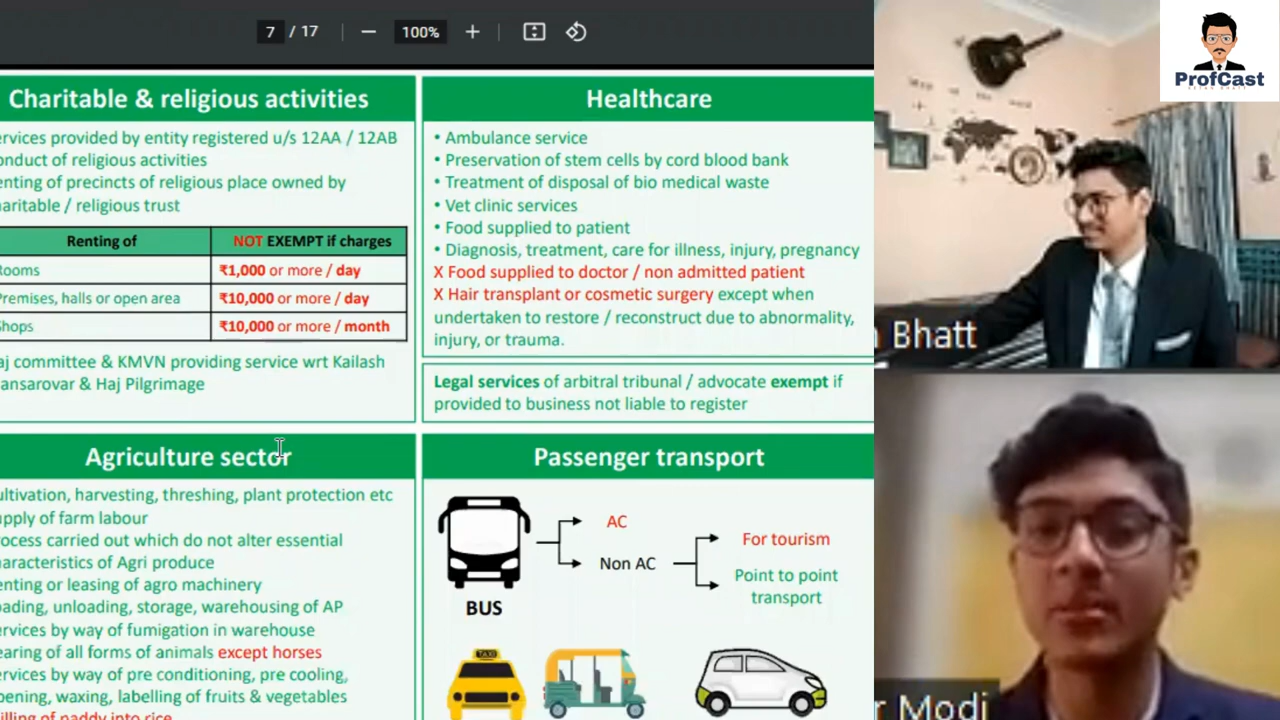 7 / 17
100%
ProfCast
Charitable & religious activities
ervices provided by entity registered u/s 12AA / 12AB
onduct of religious activities
enting of precincts of religious place owned by
haritable / religious trust
Renting of
NOT EXEMPT if charges
Rooms
₹1,000 or more / day
Premises, halls or open area
₹10,000 or more / day
Shops
₹10,000 or more / month
aj committee & KMVN providing service wrt Kailash
ansarovar & Haj Pilgrimage
Healthcare
• Ambulance service
• Preservation of stem cells by cord blood bank
• Treatment of disposal of bio medical waste
• Vet clinic services
• Food supplied to patient
• Diagnosis, treatment, care for illness, injury, pregnancy
X Food supplied to doctor / non admitted patient
X Hair transplant or cosmetic surgery except when
undertaken to restore / reconstruct due to abnormality,
injury, or trauma.
Legal services of arbitral tribunal / advocate exempt if
provided to business not liable to register
Agriculture sector
ultivation, harvesting, threshing, plant protection etc
upply of farm labour
rocess carried out which do not alter essential
haracteristics of Agri produce
enting or leasing of agro machinery
oading, unloading, storage, warehousing of AP
ervices by way of fumigation in warehouse
earing of all forms of animals except horses
ervices by way of pre conditioning, pre cooling,
pening, waxing, labelling of fruits & vegetables
illing of paddy into rice
Passenger transport
AC
Non AC
For tourism
Point to point
transport
BUS
TAXI
Bhatt
r Modi